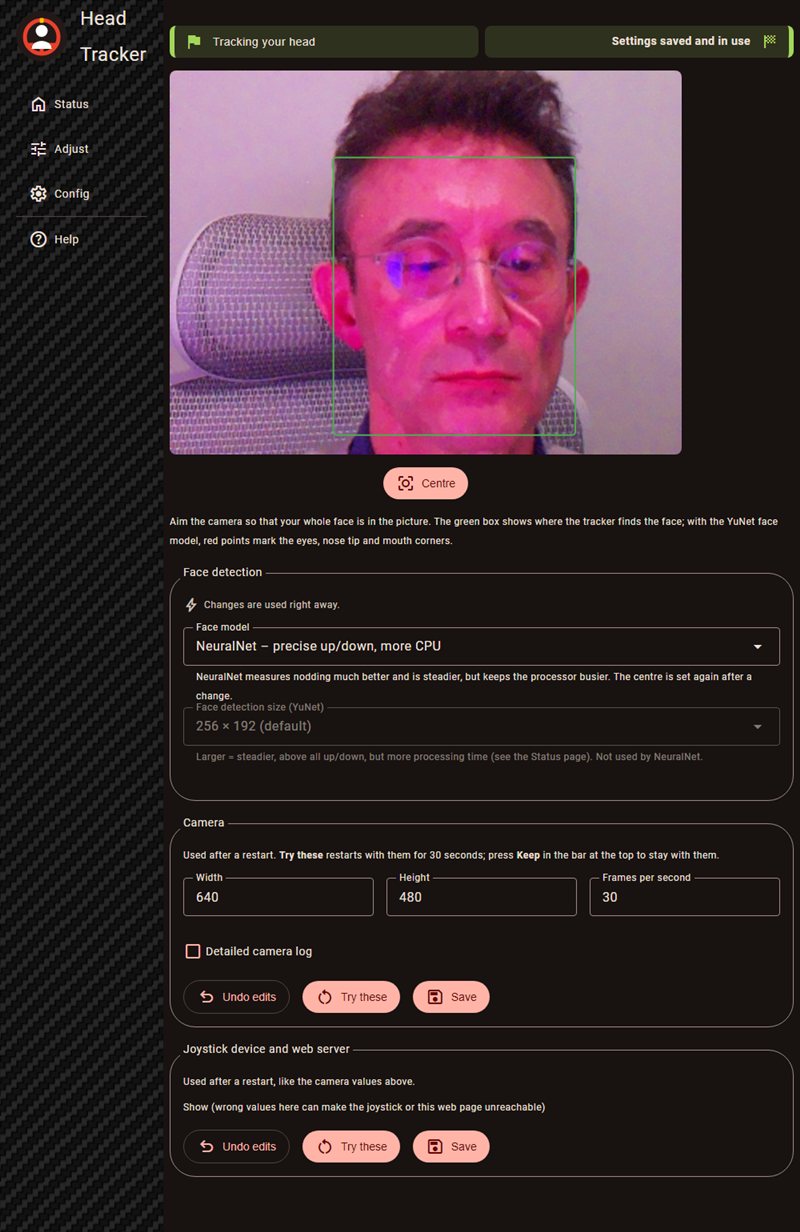 Head
Tracker
Status
Adjust
Config
Help
Tracking your head
Settings saved and in use
Centre
Aim the camera so that your whole face is in the picture. The green box shows where the tracker finds the face; with the YuNet face
model, red points mark the eyes, nose tip and mouth corners.
Face detection
Changes are used right away.
Face model
NeuralNet – precise up/down, more CPU
NeuralNet measures nodding much better and is steadier, but keeps the processor busier. The centre is set again after a
change.
Face detection size (YuNet)
256 × 192 (default)
Larger = steadier, above all up/down, but more processing time (see the Status page). Not used by NeuralNet.
Camera
Used after a restart. Try these restarts with them for 30 seconds; press Keep in the bar at the top to stay with them.
Width
Height
Frames per second
640
480
30
Detailed camera log
Undo edits
Try these
Save
Joystick device and web server
Used after a restart, like the camera values above.
Show (wrong values here can make the joystick or this web page unreachable)
Undo edits
Try these
Save